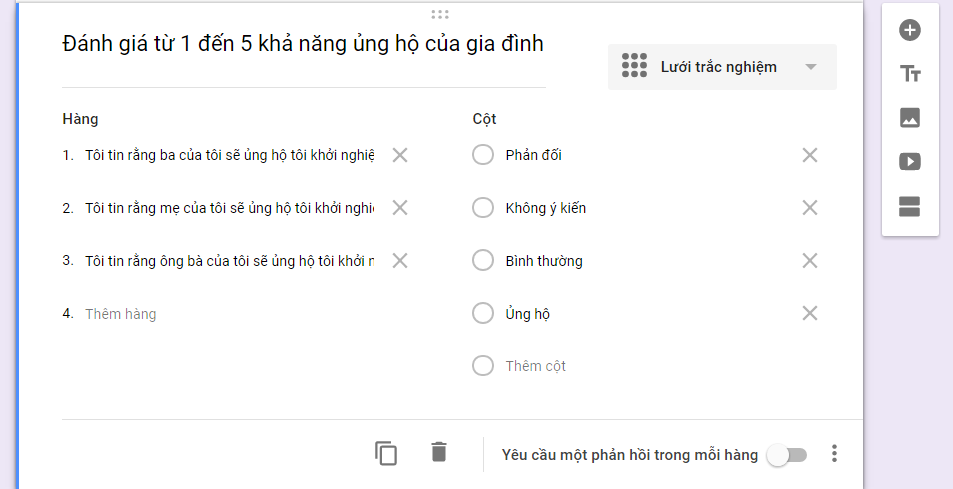 Đánh giá từ 1 đến 5 khả năng ủng hộ của gia đình
Lưới trắc nghiệm
Hàng
Cột
1. Tôi tin rằng ba của tôi sẽ ủng hộ tôi khởi nghiệ
Phản đối
2. Tôi tin rằng mẹ của tôi sẽ ủng hộ tôi khởi nghi
Không ý kiến
3. Tôi tin rằng ông bà của tôi sẽ ủng hộ tôi khởi n
Bình thường
4. Thêm hàng
Ủng hộ
Thêm cột
Yêu cầu một phản hồi trong mỗi hàng